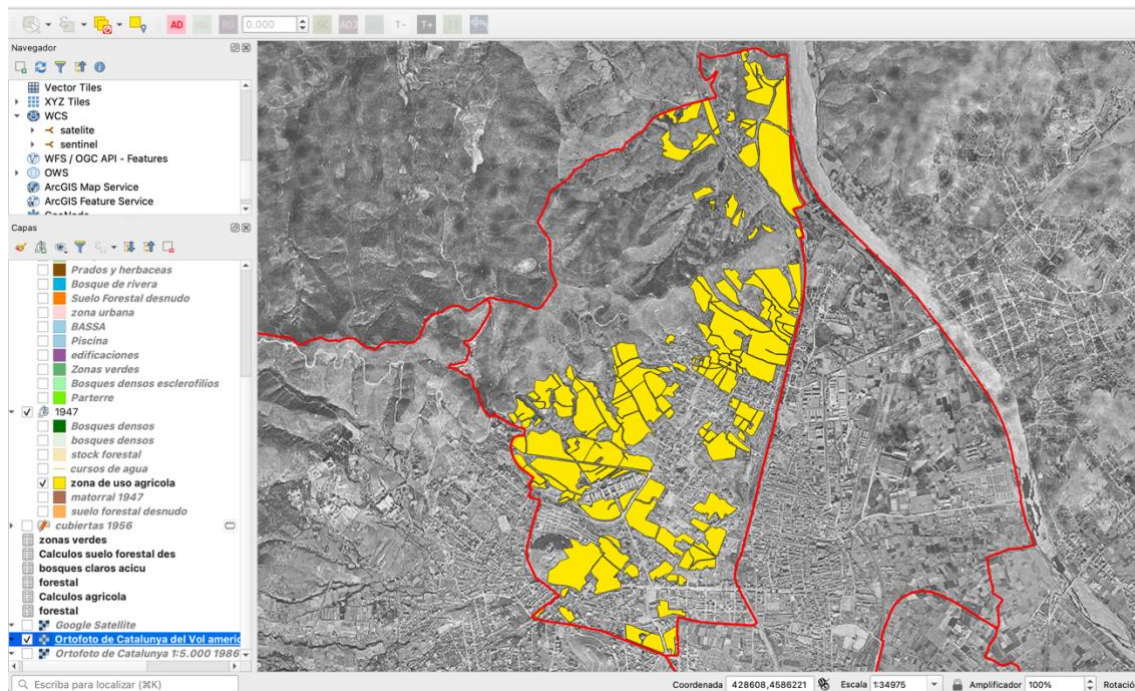 AD
RO
0,000
SC
ADJ
T-
T+
Navegador
Vector Tiles
XYZ Tiles
WCS
satelite
sentinel
WFS / OGC API - Features
OWS
ArcGIS Map Service
ArcGIS Feature Service
Capas
Prados y herbaceas
Bosque de rivera
Suelo Forestal desnudo
zona urbana
BASSA
Piscina
edificaciones
Zonas verdes
Bosques densos esclerofilios
Parterre
1947
Bosques densos
bosques densos
stock forestal
cursos de agua
zona de uso agricola
matorral 1947
suelo forestal desnudo
cubiertas 1956
zonas verdes
Calculos suelo forestal des
bosques claros acicu
forestal
Calculos agricola
forestal
Google Satellite
Ortofoto de Catalunya del Vol americ
Ortofoto de Catalunya 1:5.000 1986
Escriba para localizar (⌘K)
Coordenada 428608,4586221 Escala 1:34975 Amplificador 100% Rotació